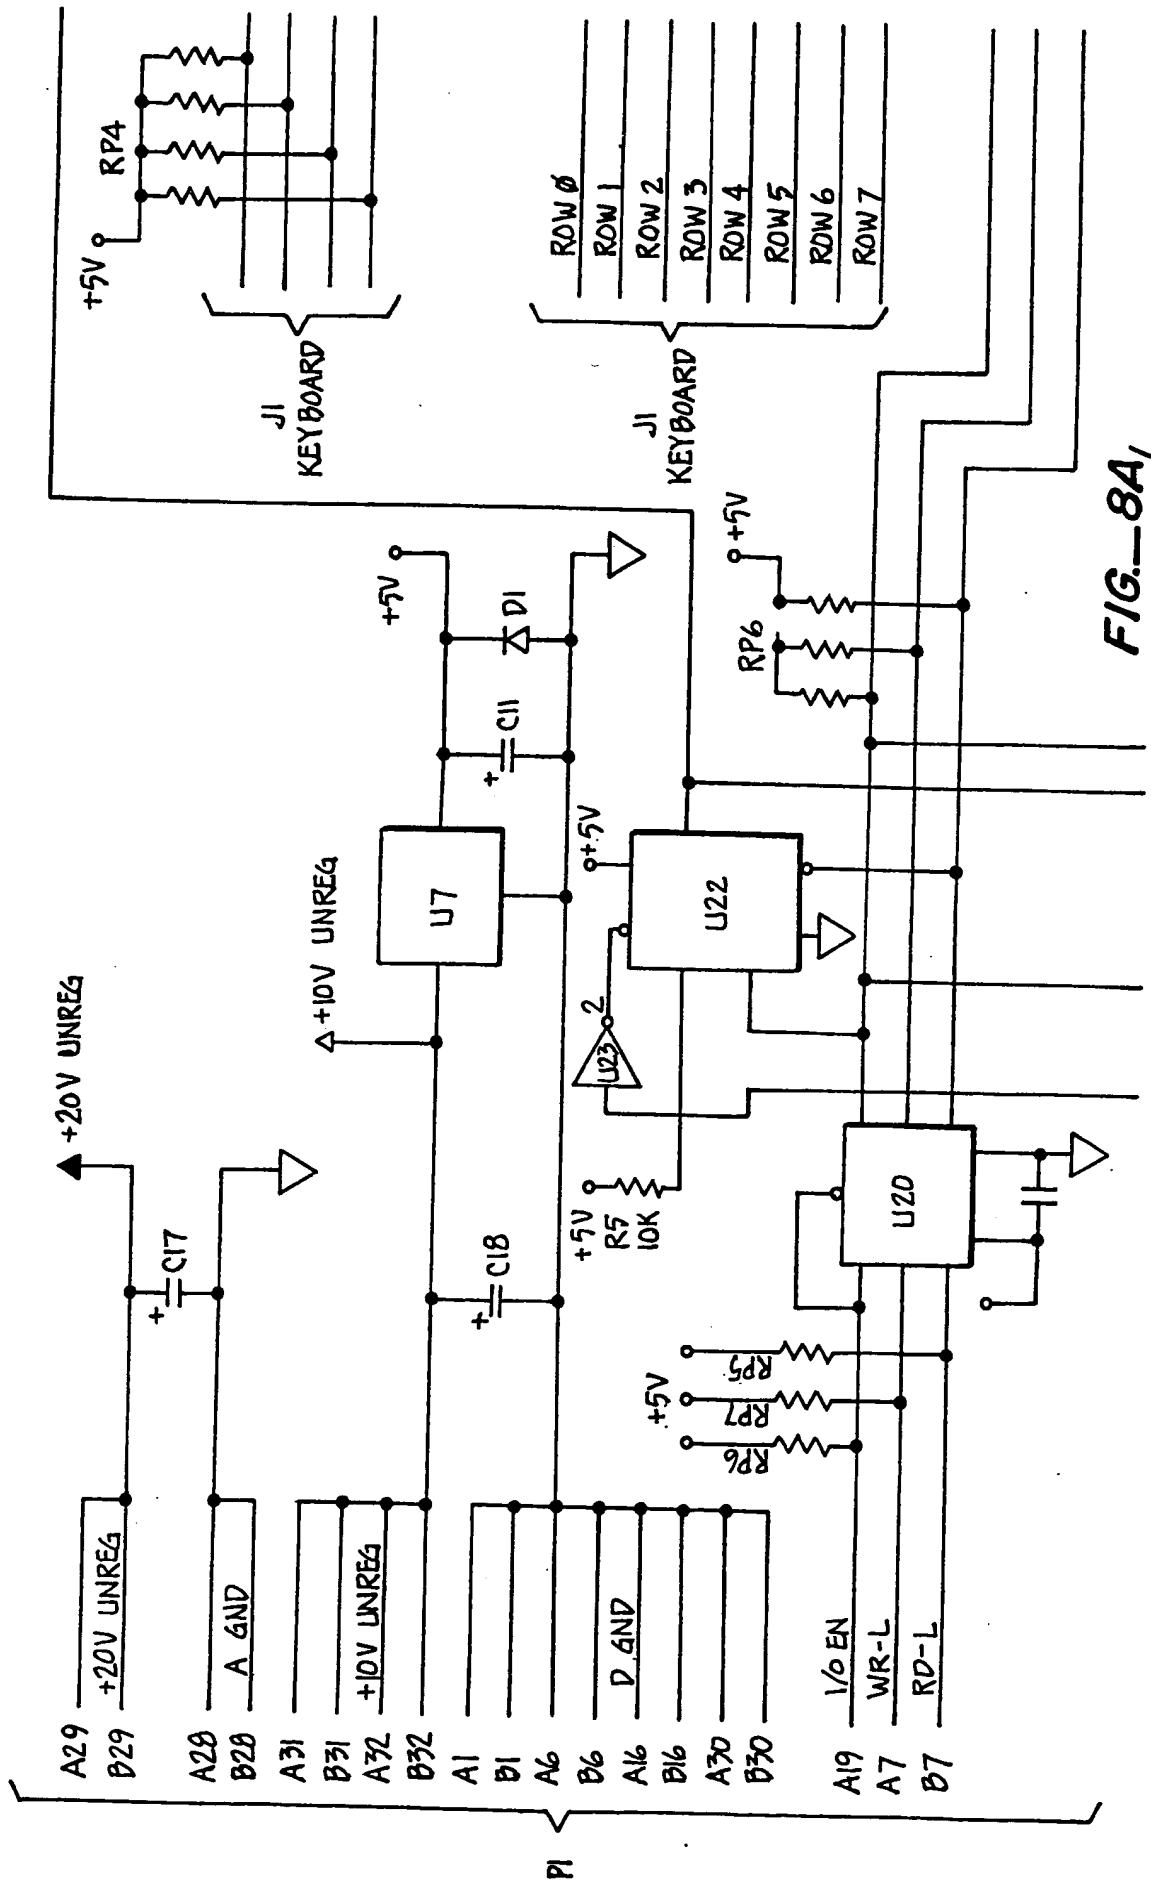 P1
A29
+20V UNREG
B29
A28
A GND
B28
A31
B31
+10V UNREG
A32
B32
A1
B1
A6
B6
D GND
A16
B16
A30
B30
A19
I/O EN
A7
WR-L
B7
RD-L
+20V UNREG
+
C17
+10V UNREG
+
C18
U7
+
C11
D1
+5V
+5V
R5
10K
U23
2
+5V
U22
+5V
RP6
RP7
RP5
U20
+5V
RP6
+5V
RP4
J1
KEYBOARD
J1
KEYBOARD
ROW Ø
ROW 1
ROW 2
ROW 3
ROW 4
ROW 5
ROW 6
ROW 7
FIG.—8A,